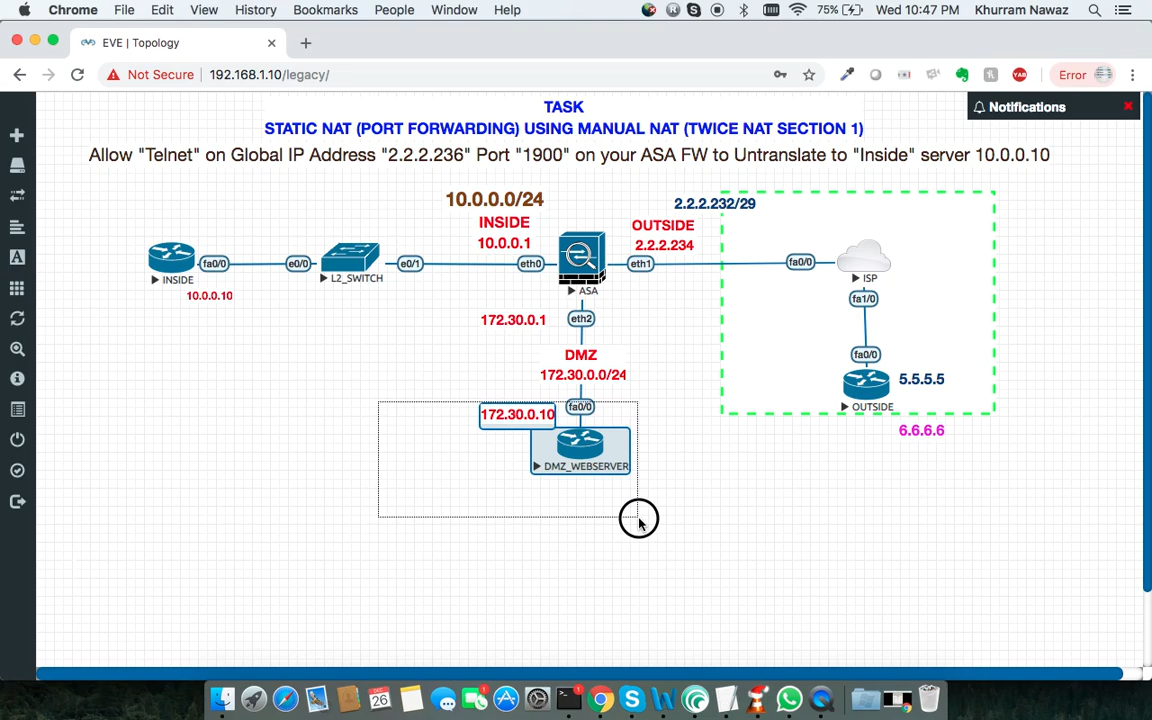 Chrome File Edit View History Bookmarks People Window Help 75% Wed 10:47 PM Khurram Nawaz
EVE | Topology
Not Secure 192.168.1.10/legacy/ Error
Notifications
TASK
STATIC NAT (PORT FORWARDING) USING MANUAL NAT (TWICE NAT SECTION 1)
Allow "Telnet" on Global IP Address "2.2.2.236" Port "1900" on your ASA FW to Untranslate to "Inside" server 10.0.0.10
10.0.0.0/24
2.2.2.232/29
INSIDE
OUTSIDE
10.0.0.1
2.2.2.234
fa0/0
e0/0
e0/1
eth0
eth1
fa0/0
INSIDE
L2_SWITCH
ASA
ISP
10.0.0.10
fa1/0
172.30.0.1
eth2
DMZ
fa0/0
172.30.0.0/24
5.5.5.5
172.30.0.10
fa0/0
OUTSIDE
6.6.6.6
DMZ_WEBSERVER
DEC
26